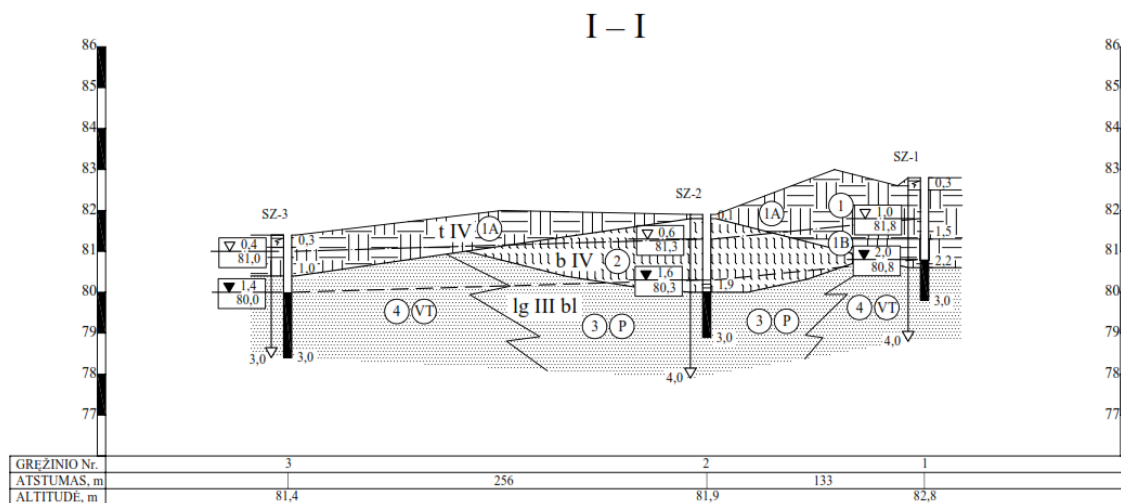 I – I
86 86
85 85
84 84
83 83
82 82
81 81
80 80
79 79
78 78
77 77
SZ-3
SZ-2
SZ-1
0,3
0,1
0,3
1
1A
1A
t IV
1,0
81,8
0,4
81,0
0,3
0,6
81,3
1,5
1B
1,0
b IV
2
2,0
80,8
2,2
1,4
80,0
1,6
80,3
1,9
lg III bl
4 VT
3 P
3 P
4 VT
3,0
3,0
4,0
3,0 3,0
4,0
GRĘŽINIO Nr. 3 2 1
ATSTUMAS, m 256 133
ALTITUDĖ, m 81,4 81,9 82,8